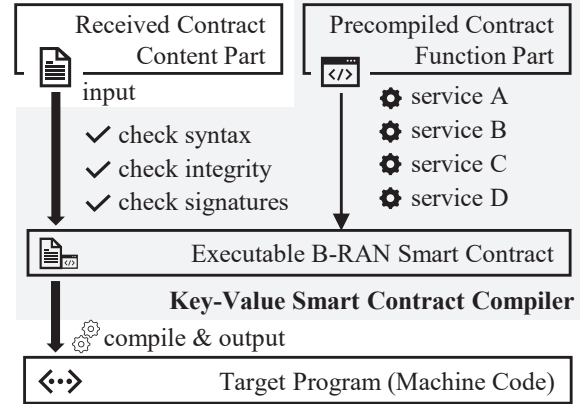 Received Contract
Content Part
Precompiled Contract
Function Part
</>
input
service A
service B
service C
service D
check syntax
check integrity
check signatures
</>
Executable B-RAN Smart Contract
Key-Value Smart Contract Compiler
compile & output
Target Program (Machine Code)